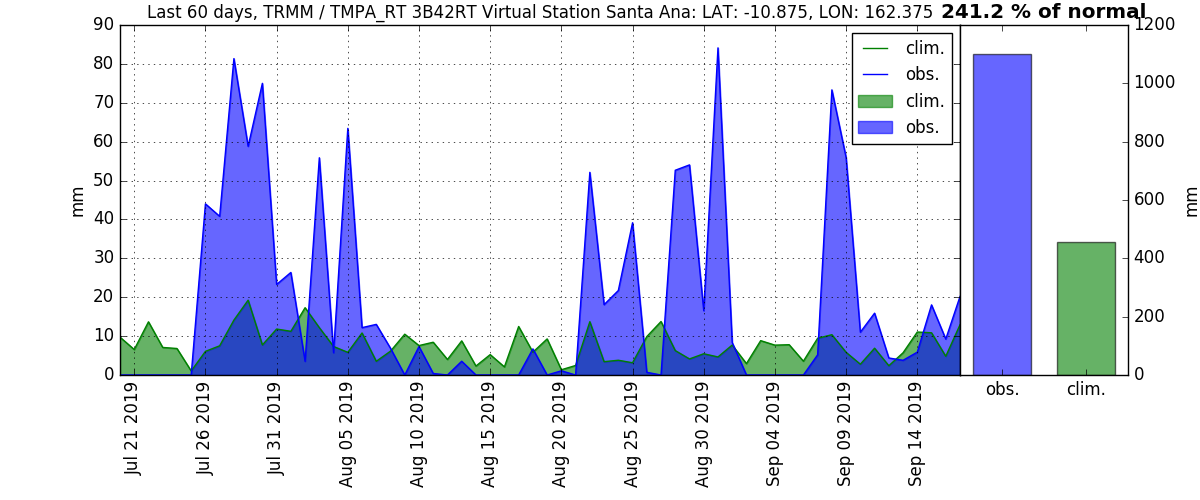 Last 60 days, TRMM / TMPA_RT 3B42RT Virtual Station Santa Ana: LAT: -10.875, LON: 162.375 241.2 % of normal
90
80
70
60
50
40
30
20
10
0
mm
clim.
obs.
clim.
obs.
Jul 21 2019
Jul 26 2019
Jul 31 2019
Aug 05 2019
Aug 10 2019
Aug 15 2019
Aug 20 2019
Aug 25 2019
Aug 30 2019
Sep 04 2019
Sep 09 2019
Sep 14 2019
1200
1000
800
600
400
200
0
mm
obs.
clim.